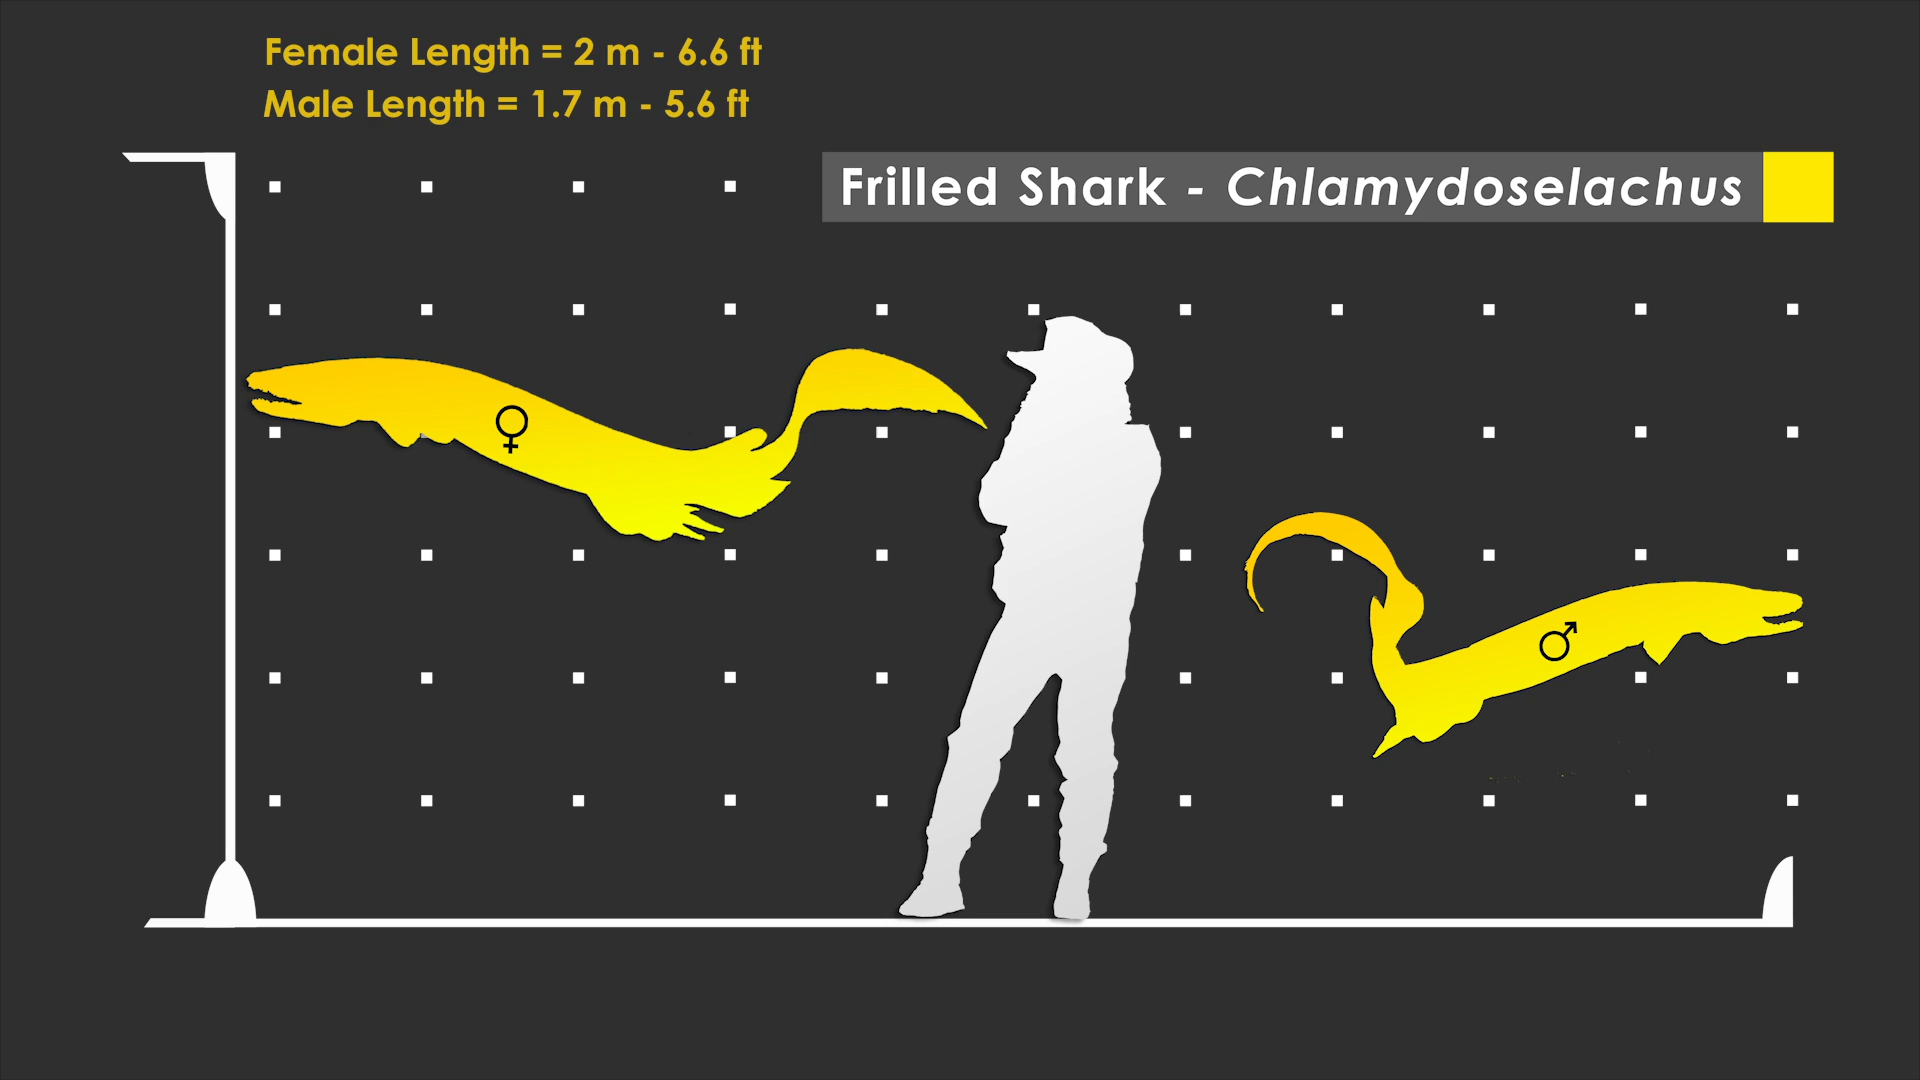 Female Length = 2 m - 6.6 ft
Male Length = 1.7 m - 5.6 ft
Frilled Shark - Chlamydoselachus
♀
♂